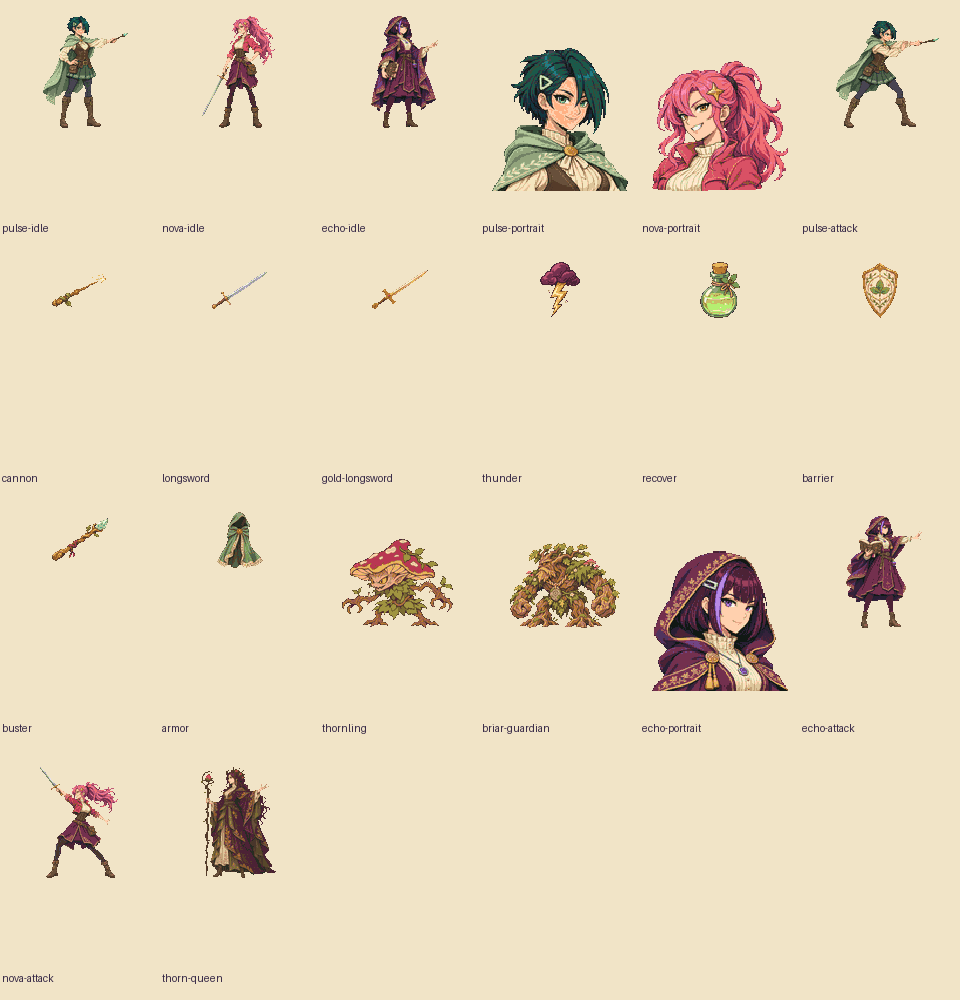 pulse-idle
nova-idle
echo-idle
pulse-portrait
nova-portrait
pulse-attack
cannon
longsword
gold-longsword
thunder
recover
barrier
buster
armor
thornling
briar-guardian
echo-portrait
echo-attack
nova-attack
thorn-queen